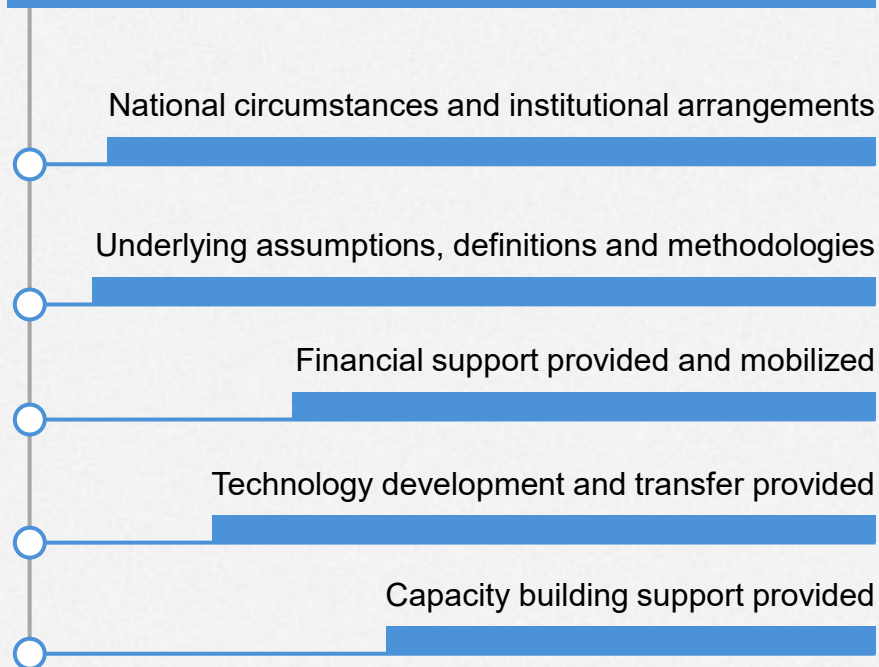 National circumstances and institutional arrangements
Underlying assumptions, definitions and methodologies
Financial support provided and mobilized
Technology development and transfer provided
Capacity building support provided